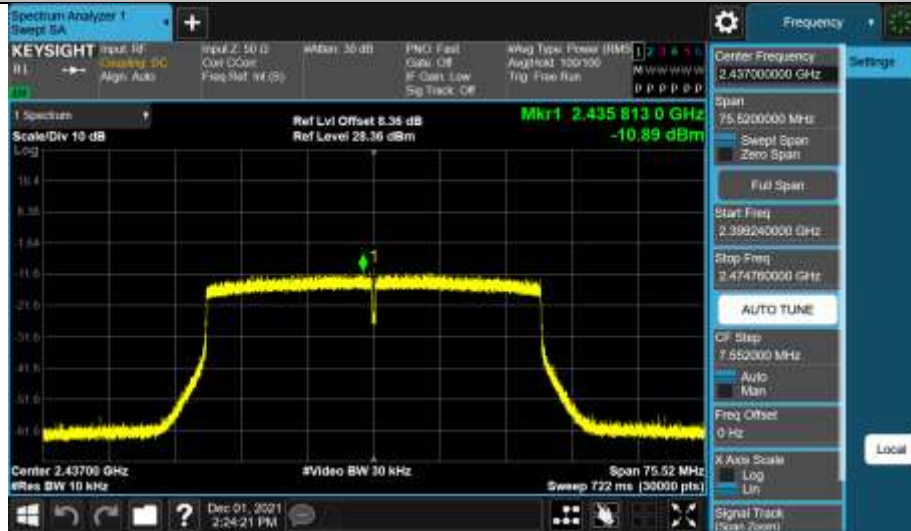 Spectrum Analyzer 1
Swept SA
+
Frequency
KEYSIGHT
Input: RF
Coupling: DC
Align: Auto
Input Z: 50 Ω
Corr CCorr
Freq Ref: Int (S)
#Atten: 30 dB
PNO: Fast
Gate: Off
IF Gain: Low
Sig Track: Off
#Avg Type: Power (RMS
Avg|Hold: 100/100
Trig: Free Run
1 2 3 4 5 6
M W W W W W
P P P P P P
Center Frequency
2.437000000 GHz
Settings
Span
75.5200000 MHz
Swept Span
Zero Span
Full Span
Start Freq
2.399240000 GHz
Stop Freq
2.474760000 GHz
AUTO TUNE
CF Step
7.552000 MHz
Auto
Man
Freq Offset
0 Hz
X Axis Scale
Log
Lin
Signal Track
(Span Zoom)
Local
1 Spectrum
Scale/Div 10 dB
Log
Ref Lvl Offset 8.36 dB
Ref Level 28.36 dBm
Mkr1 2.435 813 0 GHz
-10.89 dBm
18.4
8.36
-1.64
-11.6
-21.6
-31.6
-41.6
-51.6
-61.6
1
Center 2.43700 GHz
#Res BW 10 kHz
#Video BW 30 kHz
Span 75.52 MHz
Sweep 722 ms (30000 pts)
?
Dec 01, 2021
2:24:21 PM